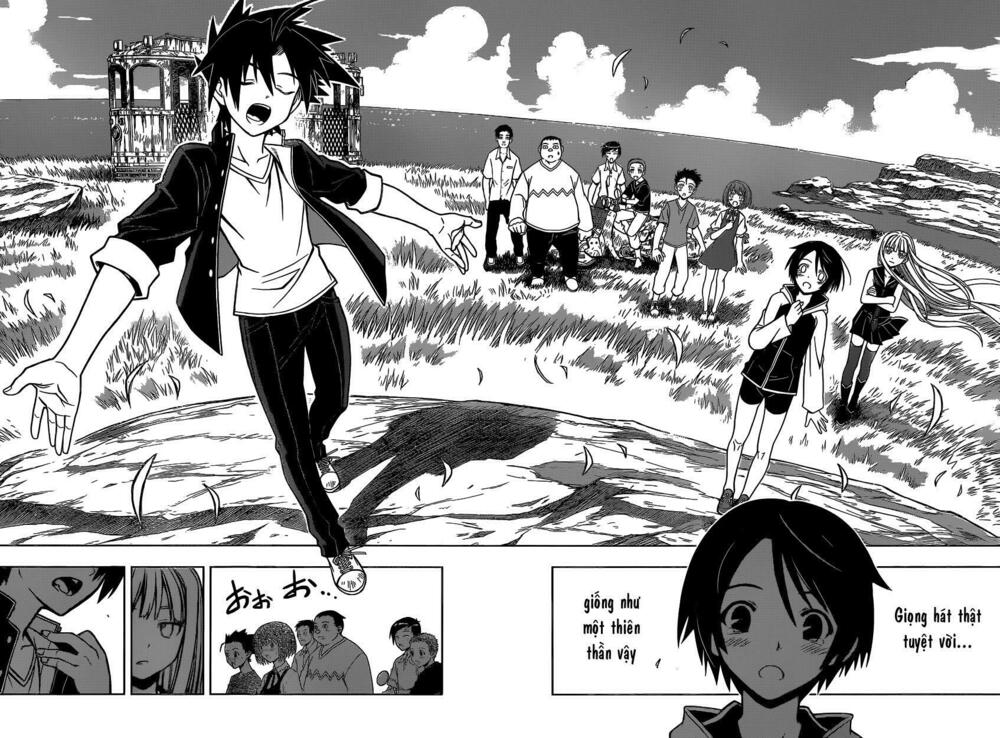 Giọng hát thật
tuyệt vời...
giống như
một thiên
thần vậy
おぉ お...